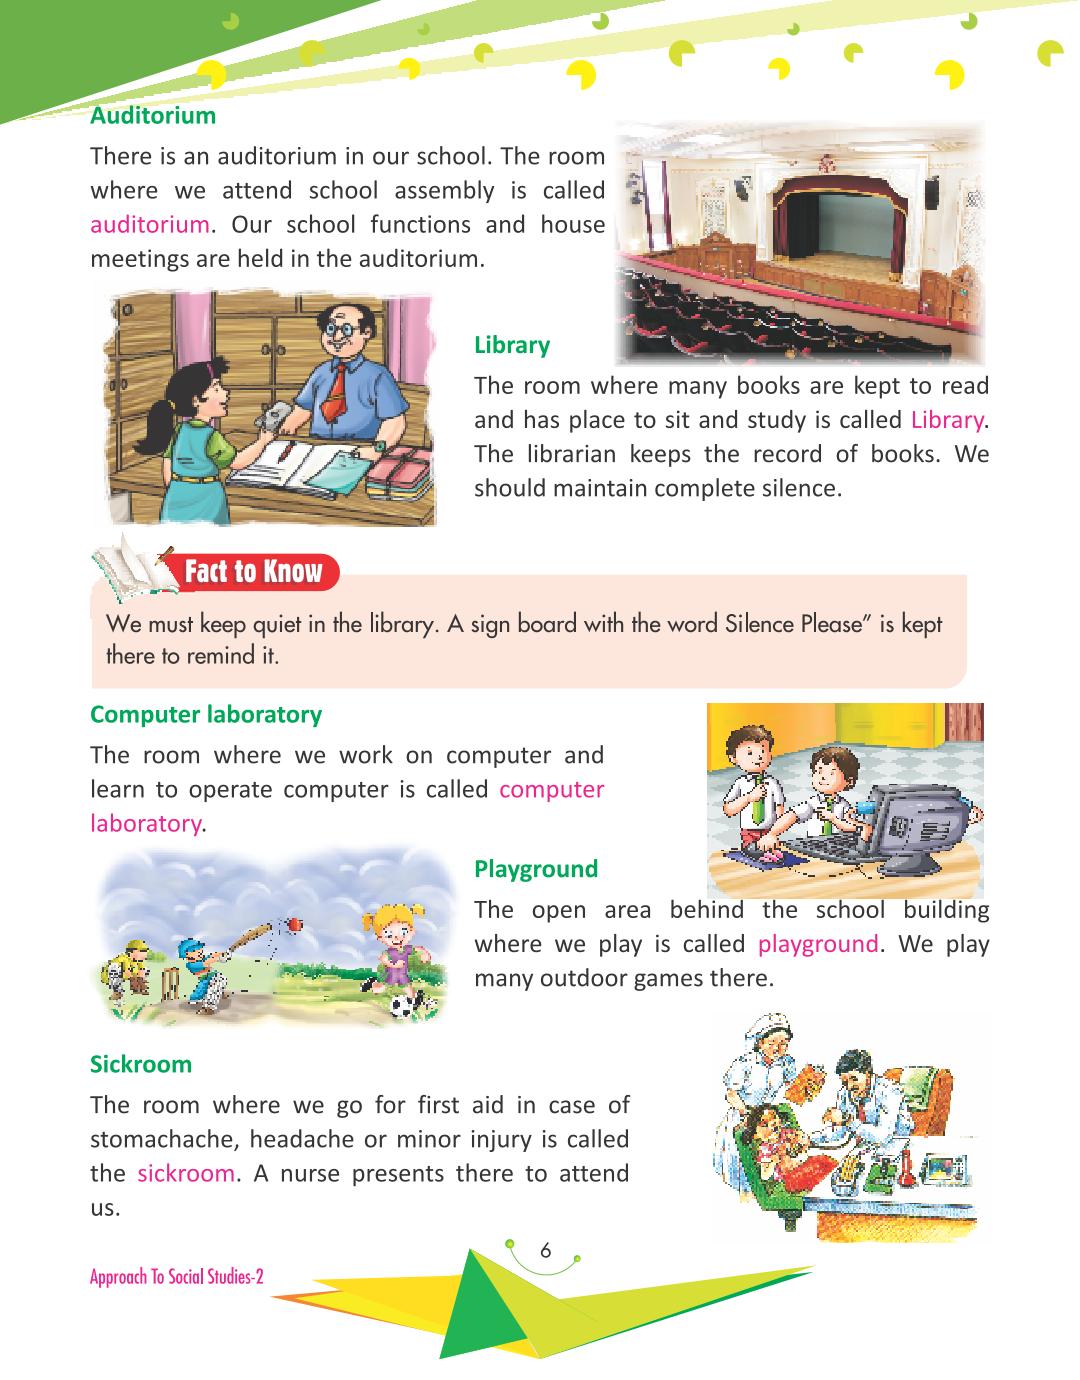 Auditorium
There is an auditorium in our school. The room
where we attend school assembly is called
auditorium. Our school functions and house
meetings are held in the auditorium.
Library
The room where many books are kept to read
and has place to sit and study is called Library.
The librarian keeps the record of books. We
should maintain complete silence.
Fact to Know
We must keep quiet in the library. A sign board with the word Silence Please” is kept
there to remind it.
Computer laboratory
The room where we work on computer and
learn to operate computer is called computer
laboratory.
Playground
The open area behind the school building
where we play is called playground. We play
many outdoor games there.
Sickroom
The room where we go for first aid in case of
stomachache, headache or minor injury is called
the sickroom. A nurse presents there to attend
us.
6
Approach To Social Studies-2